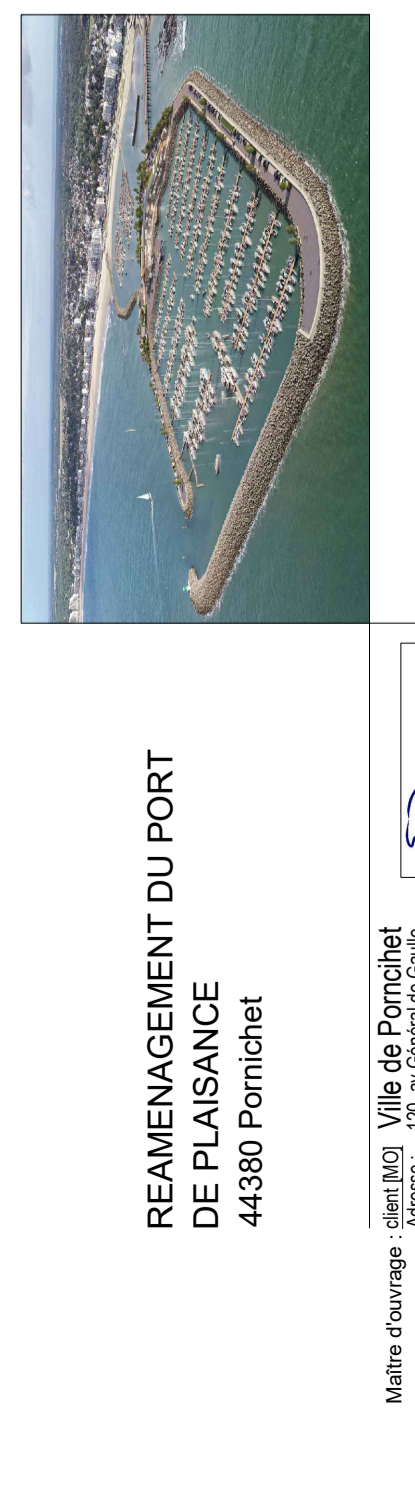 REAMENAGEMENT DU PORT
DE PLAISANCE
44380 Pornichet
Maître d'ouvrage : client [MO] Ville de Porncihet
Adresse : 120, av Général de Gaulle